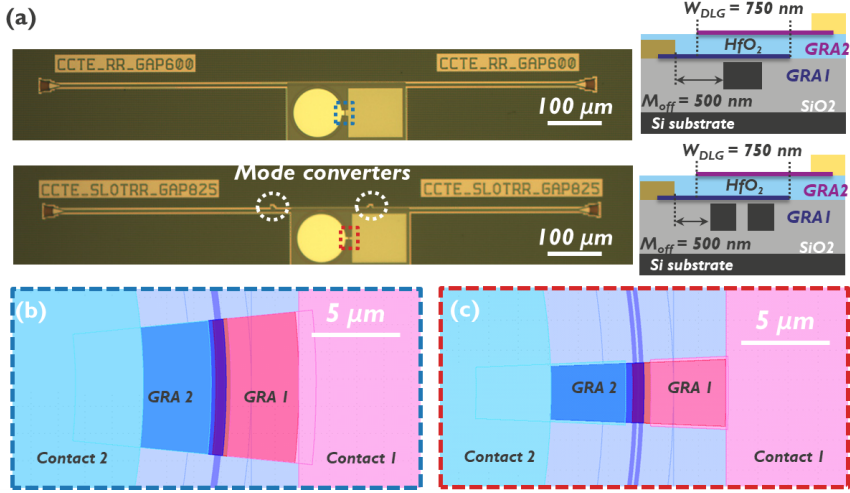 (a)
CCTE_RR_GAP600
CCTE_RR_GAP600
100 µm
W_DLG = 750 nm
HfO₂
GRA2
GRA1
M_off = 500 nm
SiO2
Si substrate
Mode converters
CCTE_SLOTRR_GAP825
CCTE_SLOTRR_GAP825
100 µm
W_DLG = 750 nm
HfO₂
GRA2
GRA1
M_off = 500 nm
SiO2
Si substrate
(b)
5 µm
GRA 2
GRA 1
Contact 2
Contact 1
(c)
5 µm
GRA 2
GRA 1
Contact 2
Contact 1